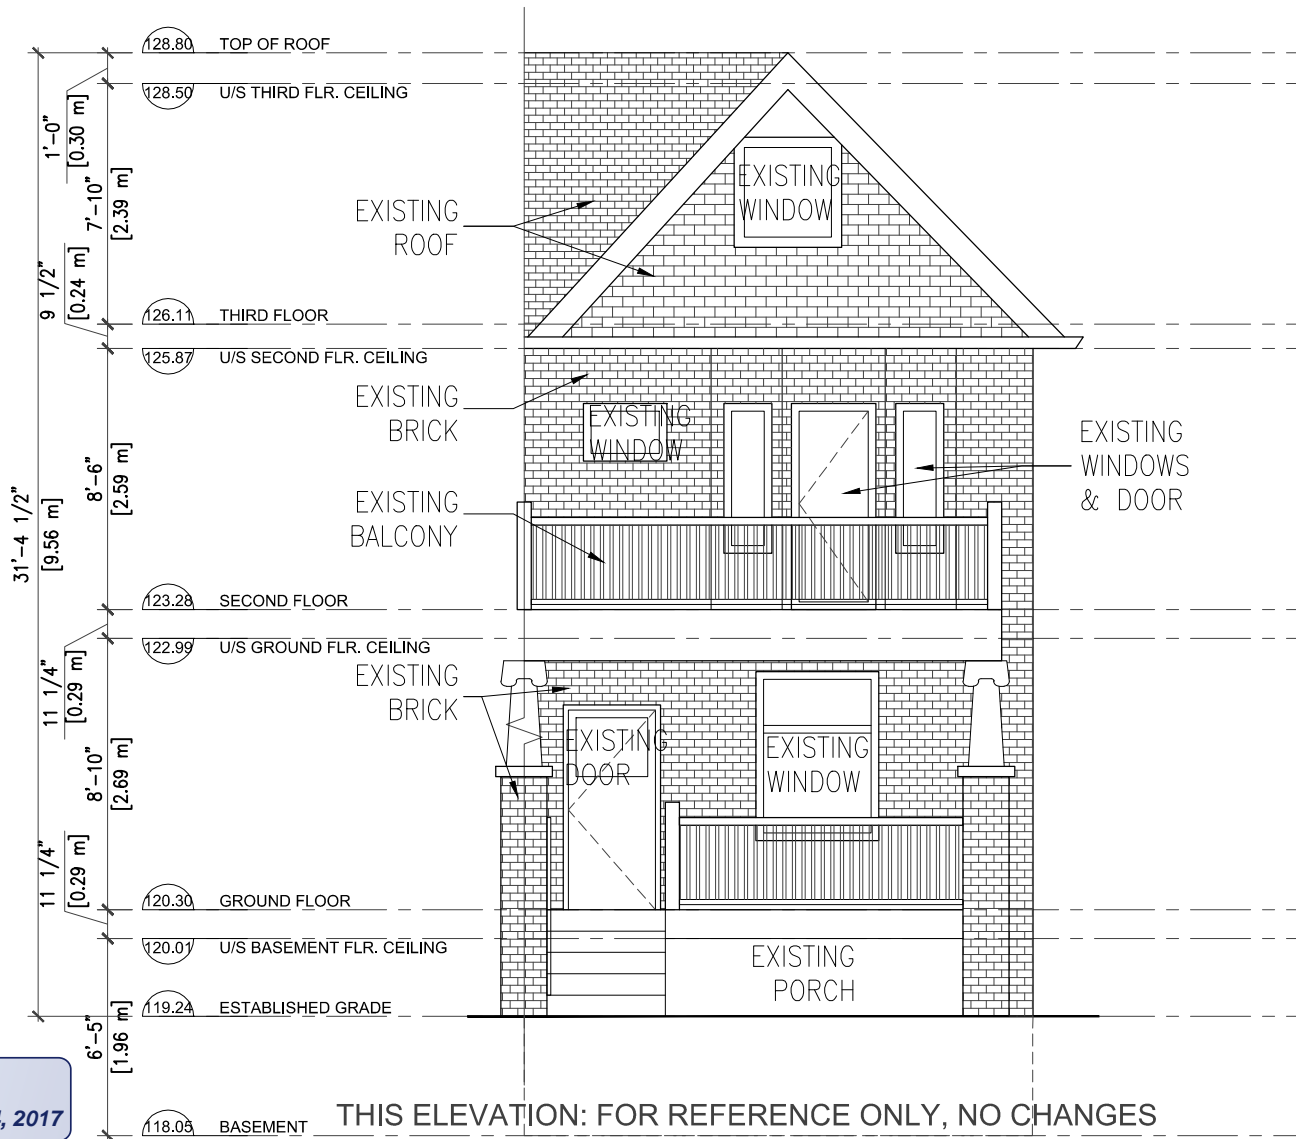 128.80 TOP OF ROOF
128.50 U/S THIRD FLR. CEILING
1'-0"
[0.30 m]
7'-10"
[2.39 m]
EXISTING
WINDOW
EXISTING
ROOF
9 1/2"
[0.24 m]
126.11 THIRD FLOOR
125.87 U/S SECOND FLR. CEILING
EXISTING
BRICK
EXISTING
WINDOW
EXISTING
WINDOWS
& DOOR
8'-6"
[2.59 m]
31'-4 1/2"
[9.56 m]
EXISTING
BALCONY
123.28 SECOND FLOOR
122.99 U/S GROUND FLR. CEILING
11 1/4"
[0.29 m]
EXISTING
BRICK
8'-10"
[2.69 m]
EXISTING
DOOR
EXISTING
WINDOW
11 1/4"
[0.29 m]
120.30 GROUND FLOOR
120.01 U/S BASEMENT FLR. CEILING
EXISTING
PORCH
119.24 ESTABLISHED GRADE
6'-5"
[1.96 m]
, 2017
118.05 BASEMENT
THIS ELEVATION: FOR REFERENCE ONLY, NO CHANGES